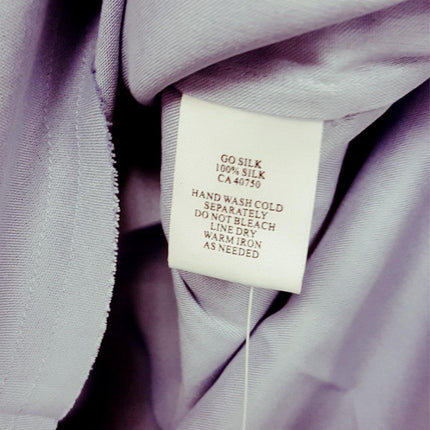 GO SILK
100% SILK
CA 40750
HAND WASH COLD
SEPARATELY
DO NOT BLEACH
LINE DRY
WARM IRON
AS NEEDED